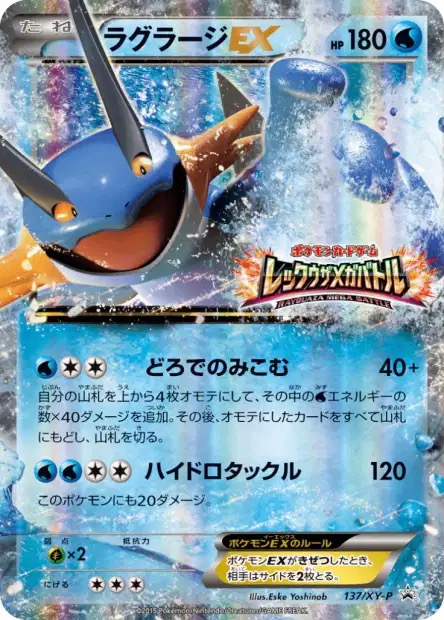 たね ラグラージEX HP180
ポケモンカードゲーム
レックウザメガバトル
RAYQUAZA MEGA BATTLE
どろでのみこむ 40+
自分の山札を上から4枚オモテにして、その中の水エネルギーの
数×40ダメージを追加。その後、オモテにしたカードをすべて山札
にもどし、山札を切る。
ハイドロタックル 120
このポケモンにも20ダメージ。
弱点 抵抗力
×2
ポケモンEXのルール
ポケモンEXがきぜつしたとき、
相手はサイドを2枚とる。
にげる
Illus.Eske Yoshinob 137/XY-P PROMO
©2015 Pokémon/Nintendo/Creatures/GAME FREAK.